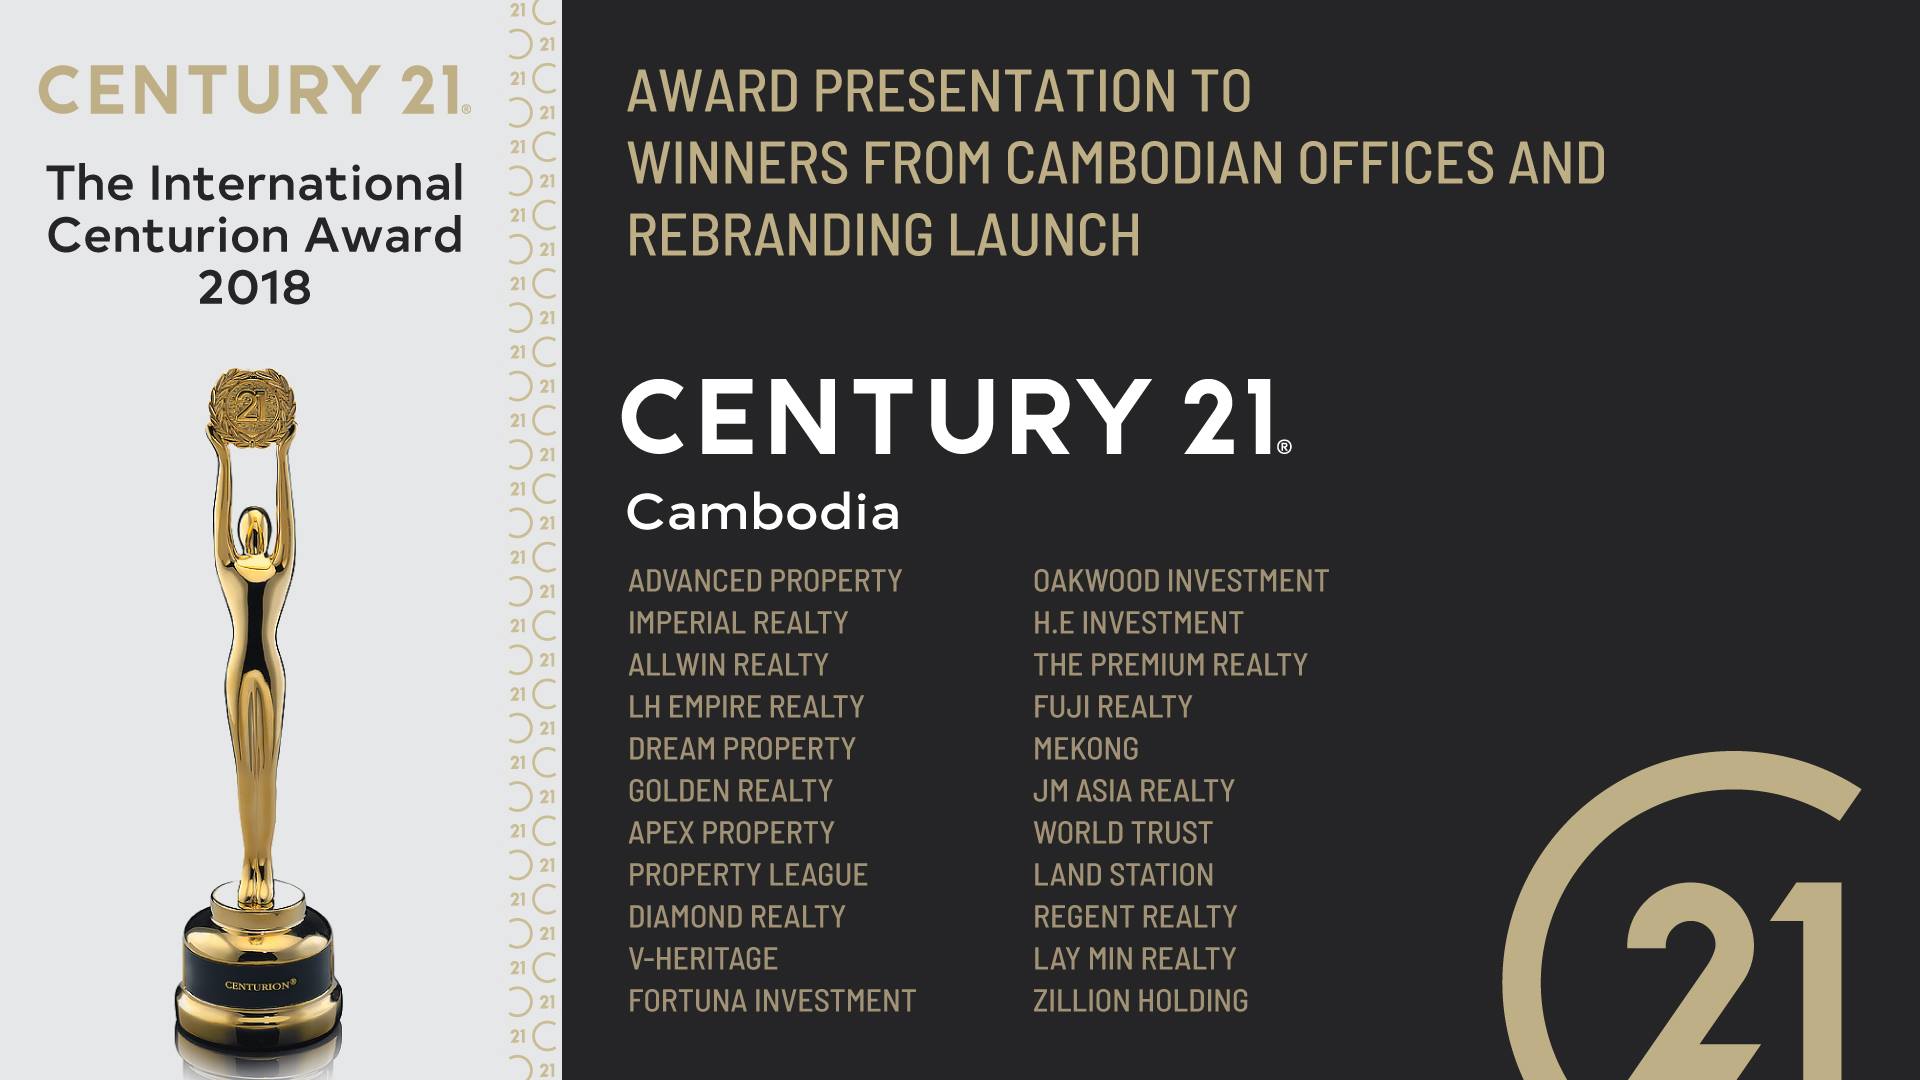 CENTURY 21®
The International
Centurion Award
2018
21
CENTURION®
AWARD PRESENTATION TO
WINNERS FROM CAMBODIAN OFFICES AND
REBRANDING LAUNCH
CENTURY 21®
Cambodia
ADVANCED PROPERTY
IMPERIAL REALTY
ALLWIN REALTY
LH EMPIRE REALTY
DREAM PROPERTY
GOLDEN REALTY
APEX PROPERTY
PROPERTY LEAGUE
DIAMOND REALTY
V-HERITAGE
FORTUNA INVESTMENT
OAKWOOD INVESTMENT
H.E INVESTMENT
THE PREMIUM REALTY
FUJI REALTY
MEKONG
JM ASIA REALTY
WORLD TRUST
LAND STATION
REGENT REALTY
LAY MIN REALTY
ZILLION HOLDING
C21